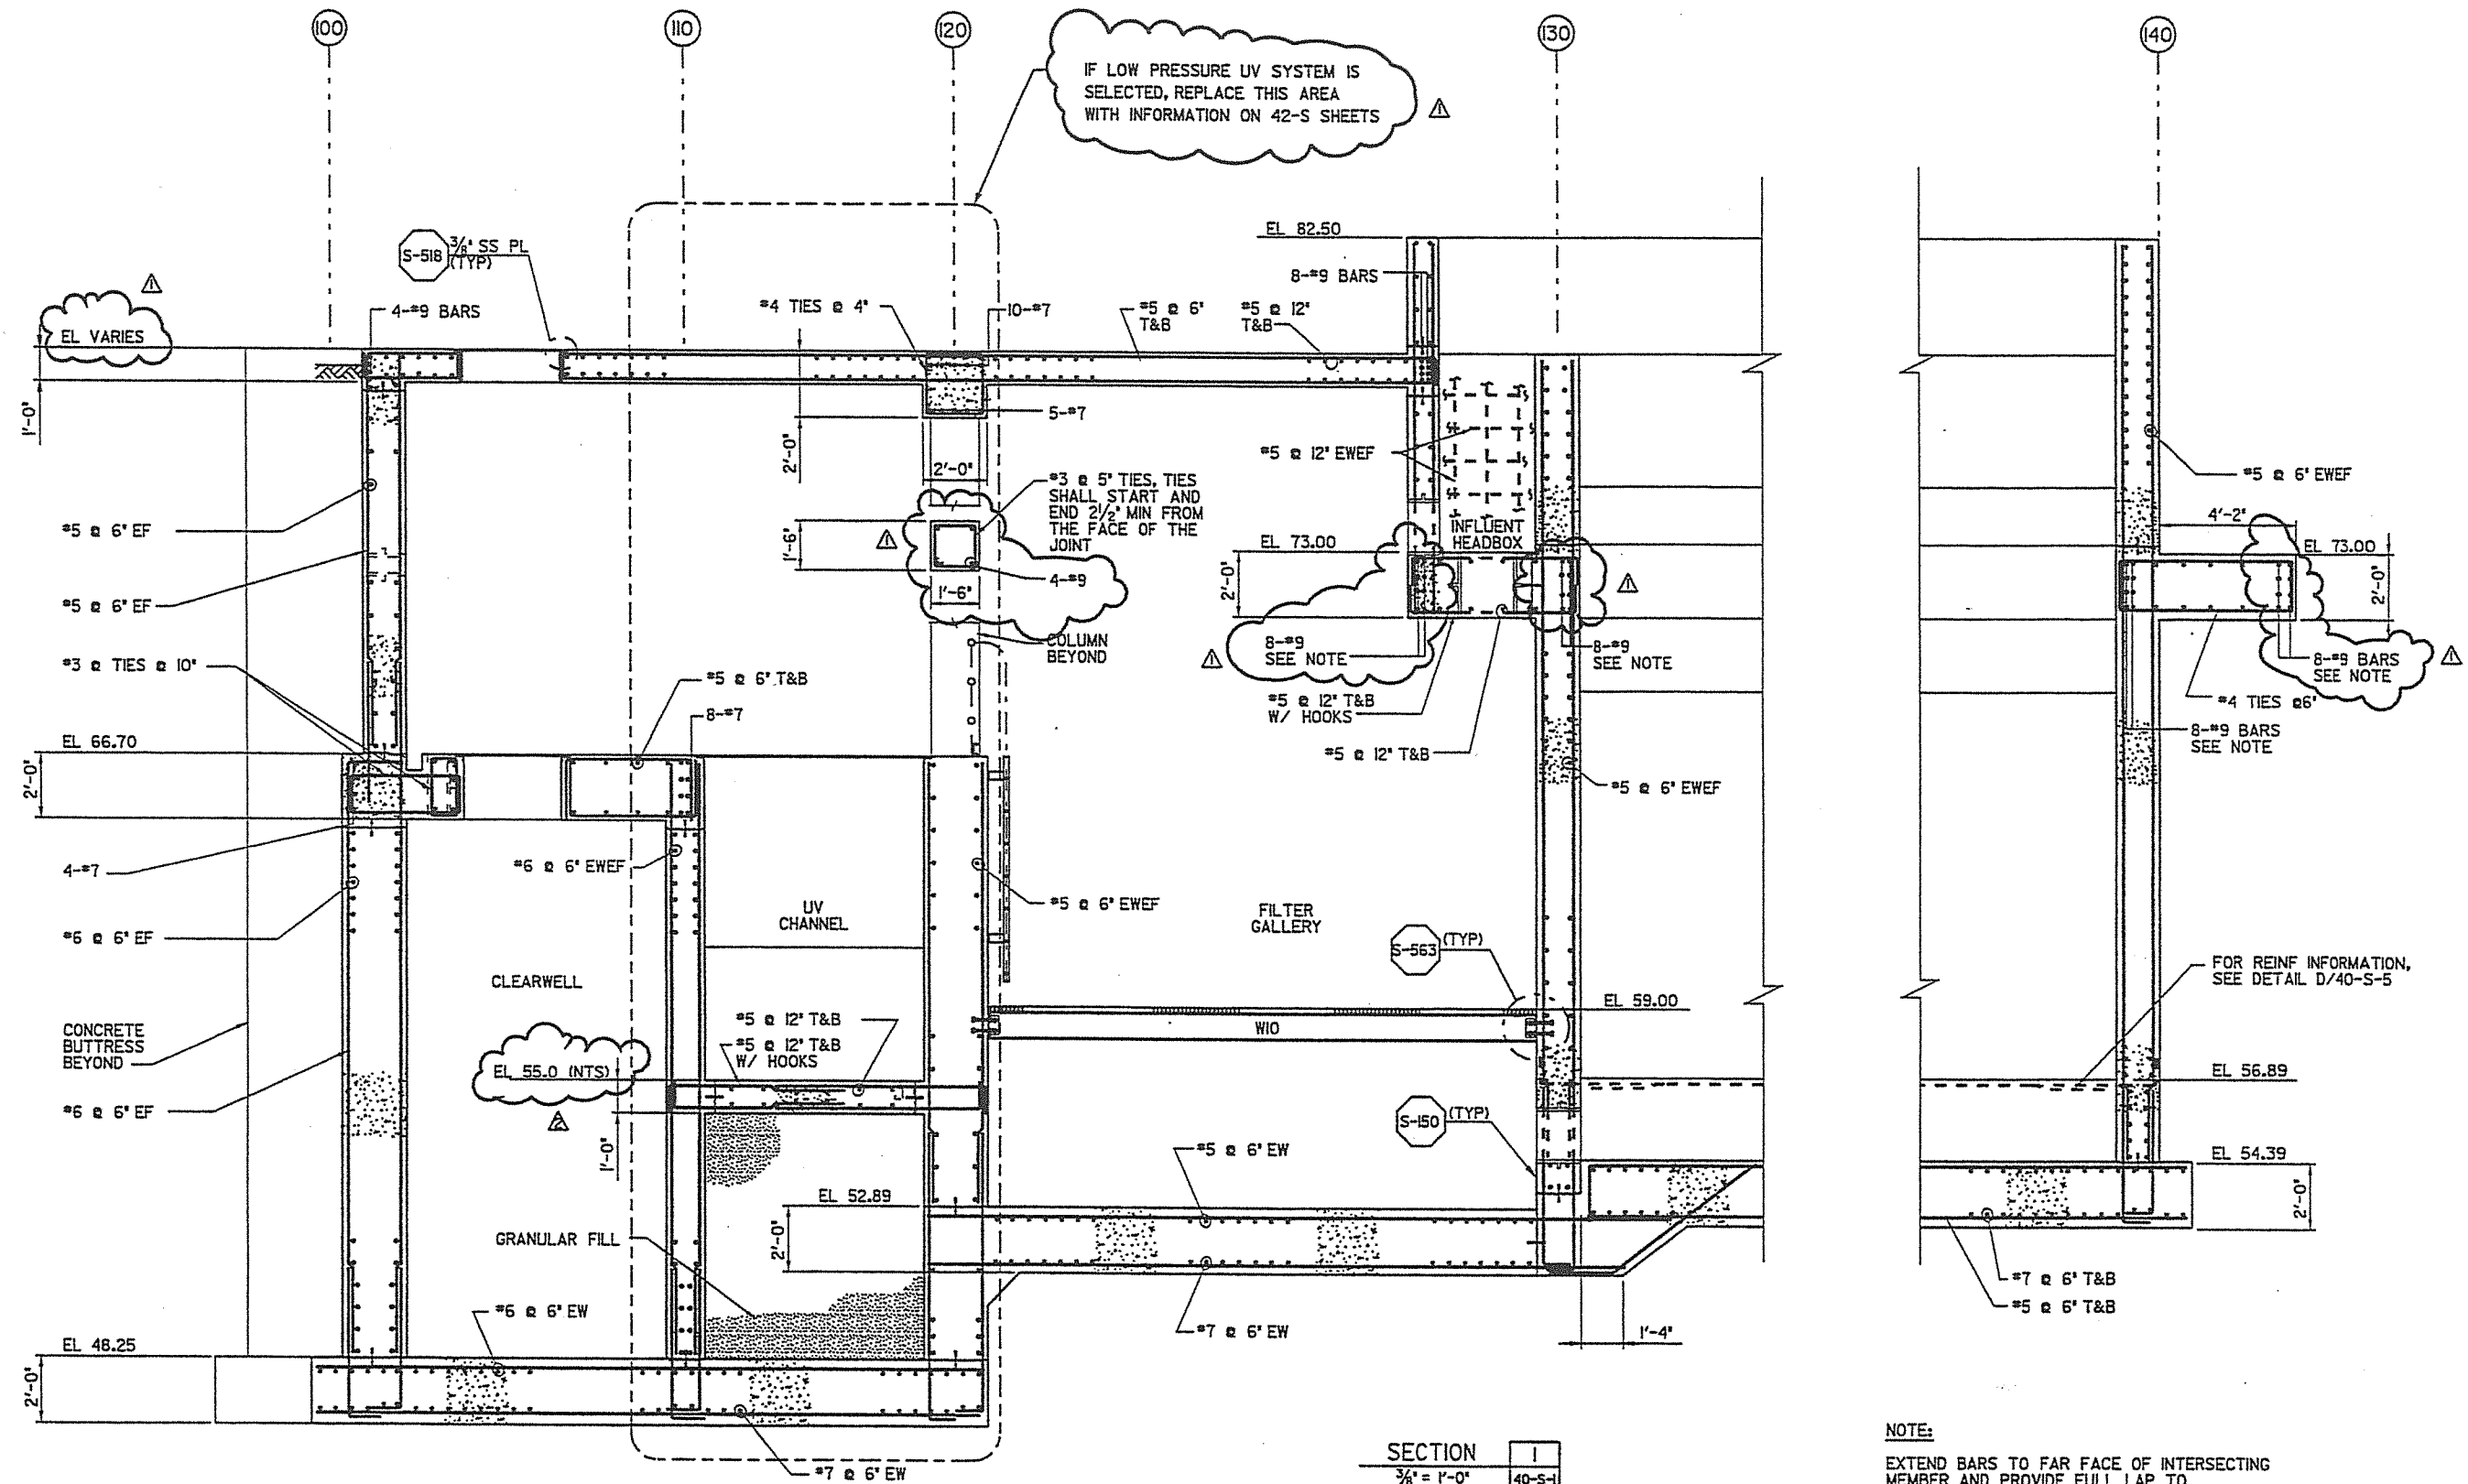 100
110
120
130
140
IF LOW PRESSURE UV SYSTEM IS
SELECTED, REPLACE THIS AREA
WITH INFORMATION ON 42-S SHEETS
1
EL 82.50
S-518
3/8" SS PL
(TYP)
1
EL VARIES
4-#9 BARS
#4 TIES @ 4"
10-#7
#5 @ 6"
T&B
#5 @ 12"
T&B
8-#9 BARS
1'-0"
5-#7
2'-0"
2'-0"
#5 @ 12" EWEF
#5 @ 6" EWEF
#5 @ 6" EF
#3 @ 5" TIES, TIES
SHALL START AND
END 2 1/2" MIN FROM
THE FACE OF THE
JOINT
1'-6"
1
4-#9
1'-6"
INFLUENT
HEADBOX
EL 73.00
2'-0"
1
4'-2"
EL 73.00
2'-0"
#5 @ 6" EF
COLUMN
BEYOND
8-#9
SEE NOTE
1
8-#9
SEE NOTE
8-#9 BARS
SEE NOTE
1
#3 @ TIES @ 10"
#5 @ 6" T&B
8-#7
#5 @ 12" T&B
W/ HOOKS
#4 TIES @6"
8-#9 BARS
SEE NOTE
EL 66.70
2'-0"
#5 @ 12" T&B
#5 @ 6" EWEF
4-#7
#6 @ 6" EWEF
#6 @ 6" EF
UV
CHANNEL
#5 @ 6" EWEF
FILTER
GALLERY
S-563
(TYP)
CLEARWELL
FOR REINF INFORMATION,
SEE DETAIL D/40-S-5
EL 59.00
W10
CONCRETE
BUTTRESS
BEYOND
#5 @ 12" T&B
#5 @ 12" T&B
W/ HOOKS
EL 55.0 (NTS)
2
EL 56.89
#6 @ 6" EF
S-150
(TYP)
1'-0"
#5 @ 6" EW
EL 54.39
2'-0"
EL 52.89
2'-0"
GRANULAR FILL
#7 @ 6" T&B
#5 @ 6" T&B
#6 @ 6" EW
#7 @ 6" EW
1'-4"
EL 48.25
2'-0"
#7 @ 6" EW
SECTION
1
3/8" = 1'-0"
40-S-1
NOTE:
EXTEND BARS TO FAR FACE OF INTERSECTING
MEMBER AND PROVIDE FULL LAP TO